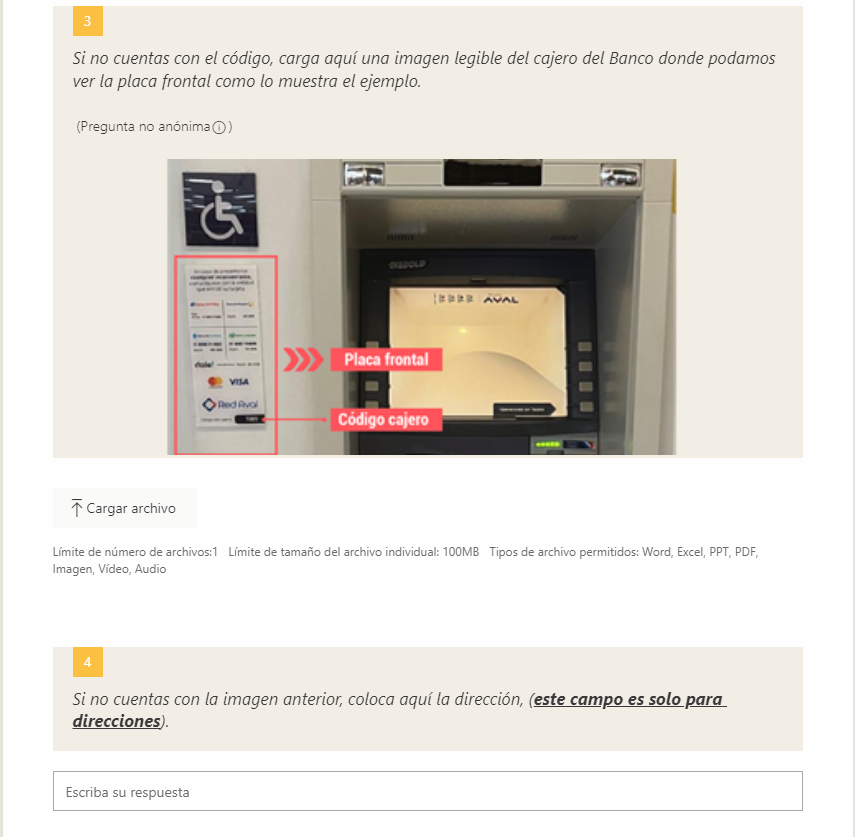 3
Si no cuentas con el código, carga aquí una imagen legible del cajero del Banco donde podamos
ver la placa frontal como lo muestra el ejemplo.
(Pregunta no anónima)
DIEBOLD
AVAL
Placa frontal
VISA
Red Aval
Código cajero
Cargar archivo
Límite de número de archivos:1 Límite de tamaño del archivo individual: 100MB Tipos de archivo permitidos: Word, Excel, PPT, PDF,
Imagen, Vídeo, Audio
4
Si no cuentas con la imagen anterior, coloca aquí la dirección, (este campo es solo para
direcciones).
Escriba su respuesta